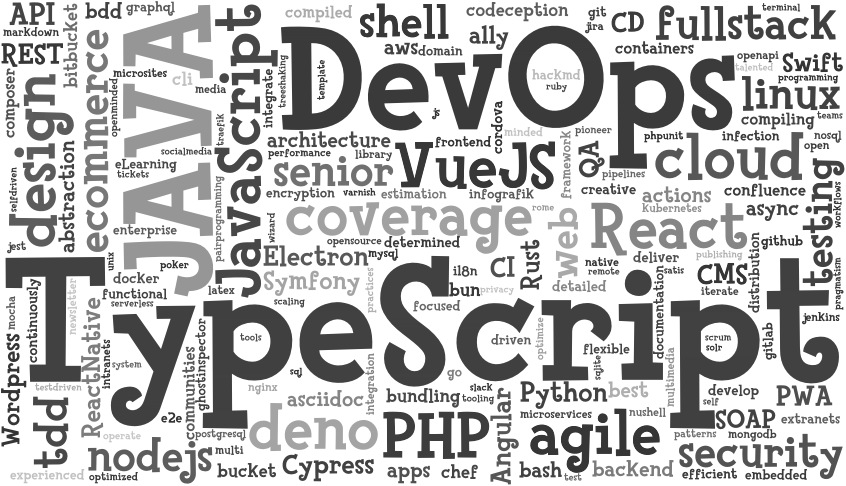 API
markdown
REST
bitbucket
bdd
graphql
JAVA
JavaScript
compiled
shell
aws
domain
codeception
ally
git
jira
CD
fullstack
terminal
containers
openapi
talented
Swift
programming
linux
composer
design
ecommerce
microsites
cli
media
openminded
integrate
treeshaking
template
DevOps
js
cordova
hackmd
ruby
compiling
teams
nosql
open
architecture
performance
library
frontend
minded
pioneer
phpunit
infection
eLearning
tickets
socialmedia
traefik
senior
VueJS
framework
QA
pipelines
cloud
testing
workflows
selfdriven
abstraction
pairprogramming
encryption
varnish
estimation
infografik
creative
actions
confluence
Kubernetes
async
coverage
rome
web
React
jest
enterprise
wizard
opensource
mysql
determined
github
unix
poker
Electron
il8n
CI
Rust
native
remote
deliver
publishing
distribution
pragmatism
docker
Symfony
practices
bun
privacy
detailed
satis
CMS
iterate
functional
serverless
latex
scaling
focused
documentation
jenkins
TypeScript
mocha
continuously
newsletter
ReactNative
intranets
system
tools
driven
optimize
flexible
sqlite
scrum
solr
gitlab
Wordpress
testdriven
communities
ghostinspector
sql
integration
go
multimedia
nginx
asciidoc
bundling
slack
tooling
Python
best
develop
self
PWA
tdd
e2e
Angular
microservices
nushell
SOAP
extranets
operate
postgresql
deno
PHP
agile
patterns
mongodb
nodejs
multi
security
experienced
optimized
bucket
Cypress
apps
chef
bash
test
backend
efficient
embedded